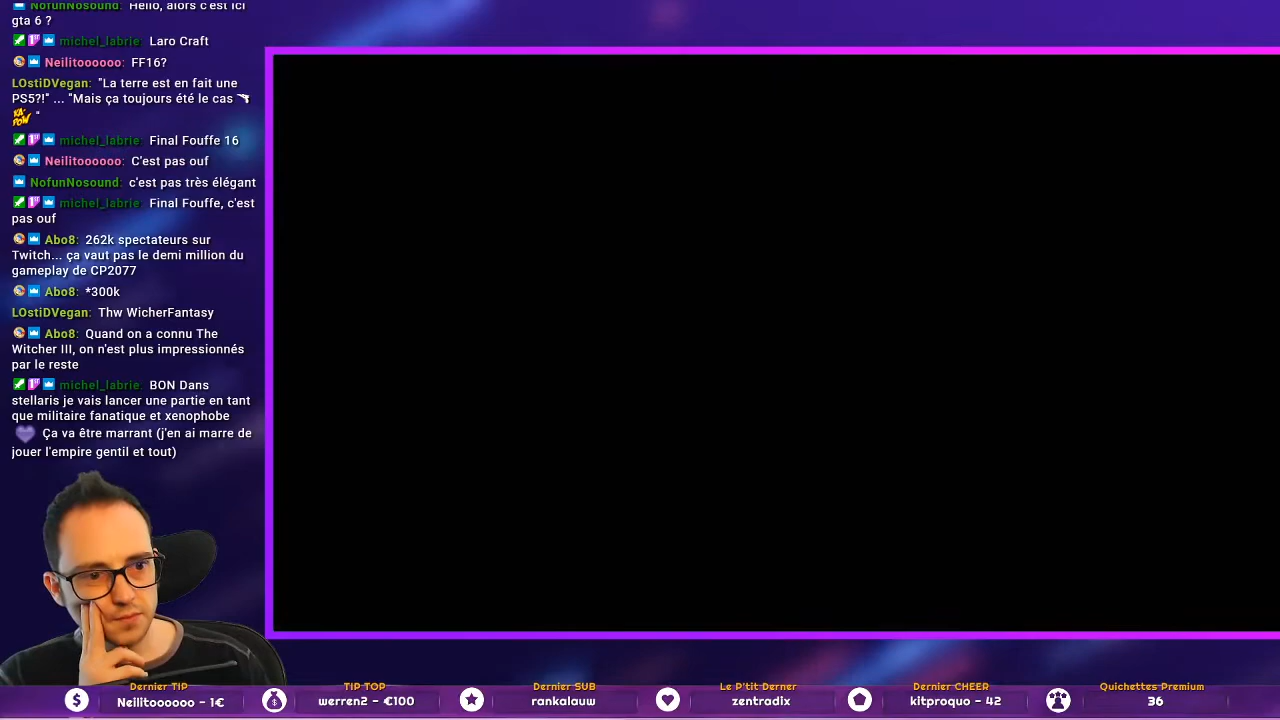 NofunNosound: Hello, alors c'est ici
gta 6 ?
michel_labrie: Laro Craft
Neilitoooooo: FF16?
LOstiDVegan: "La terre est en fait une
PS5?!" ... "Mais ça toujours été le cas
KA-
POW "
michel_labrie: Final Fouffe 16
Neilitoooooo: C'est pas ouf
NofunNosound: c'est pas très élégant
michel_labrie: Final Fouffe, c'est
pas ouf
Abo8: 262k spectateurs sur
Twitch... ça vaut pas le demi million du
gameplay de CP2077
Abo8: *300k
LOstiDVegan: Thw WicherFantasy
Abo8: Quand on a connu The
Witcher III, on n'est plus impressionnés
par le reste
michel_labrie: BON Dans
stellaris je vais lancer une partie en tant
que militaire fanatique et xenophobe
Ça va être marrant (j'en ai marre de
jouer l'empire gentil et tout)
Dernier TIP
Neilitoooooo - 1€
TIP TOP
werren2 - €100
Dernier SUB
rankalauw
Le P'tit Derner
zentradix
Dernier CHEER
kitproquo - 42
Quichettes Premium
36